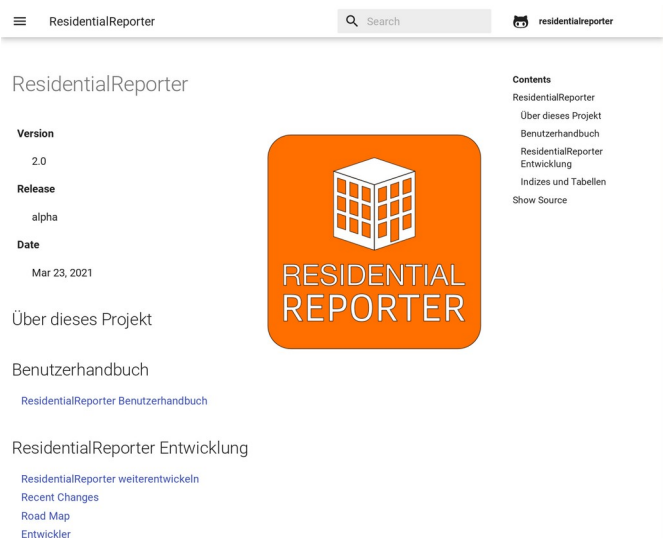 ResidentialReporter
Search
residentialreporter
ResidentialReporter
Version
2.0
Release
alpha
Date
Mar 23, 2021
RESIDENTIAL
REPORTER
Über dieses Projekt
Benutzerhandbuch
ResidentialReporter Benutzerhandbuch
ResidentialReporter Entwicklung
ResidentialReporter weiterentwickeln
Recent Changes
Road Map
Entwickler
Contents
ResidentialReporter
Über dieses Projekt
Benutzerhandbuch
ResidentialReporter
Entwicklung
Indizes und Tabellen
Show Source